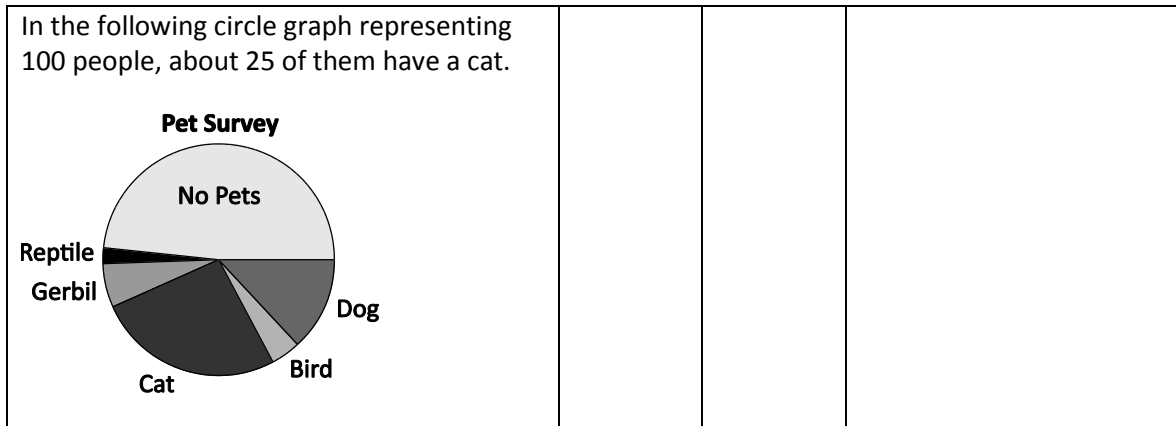 In the following circle graph representing
100 people, about 25 of them have a cat.
Pet Survey
No Pets
Reptile
Gerbil
Dog
Bird
Cat